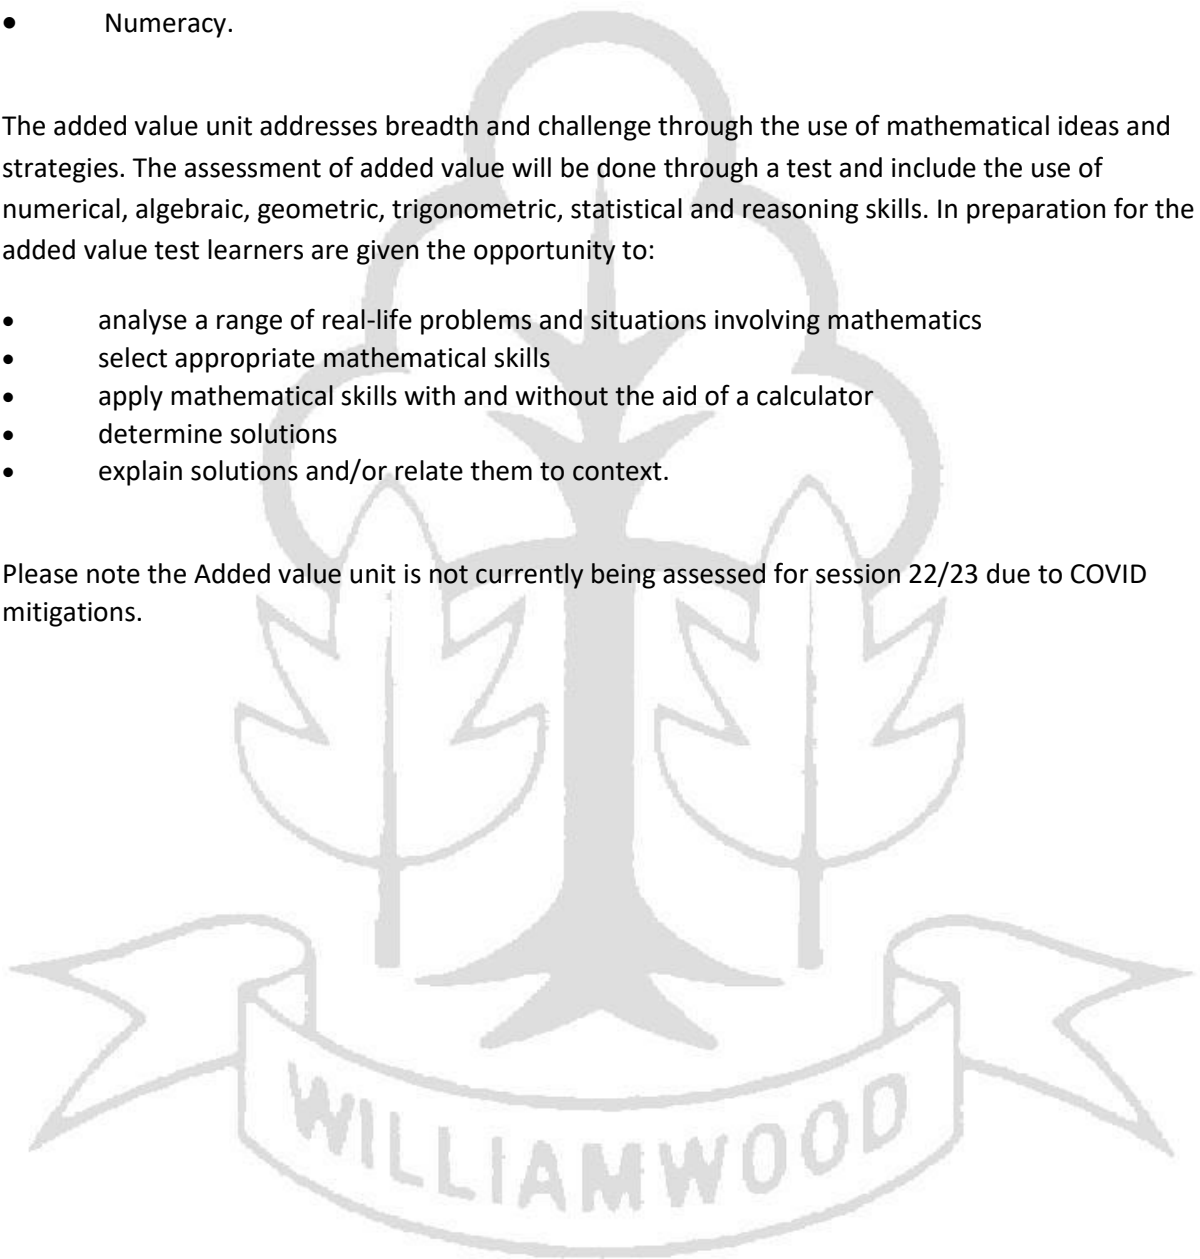 • Numeracy.
The added value unit addresses breadth and challenge through the use of mathematical ideas and
strategies. The assessment of added value will be done through a test and include the use of
numerical, algebraic, geometric, trigonometric, statistical and reasoning skills. In preparation for the
added value test learners are given the opportunity to:
• analyse a range of real-life problems and situations involving mathematics
• select appropriate mathematical skills
• apply mathematical skills with and without the aid of a calculator
• determine solutions
• explain solutions and/or relate them to context.
Please note the Added value unit is not currently being assessed for session 22/23 due to COVID
mitigations.
WILLIAMWOOD